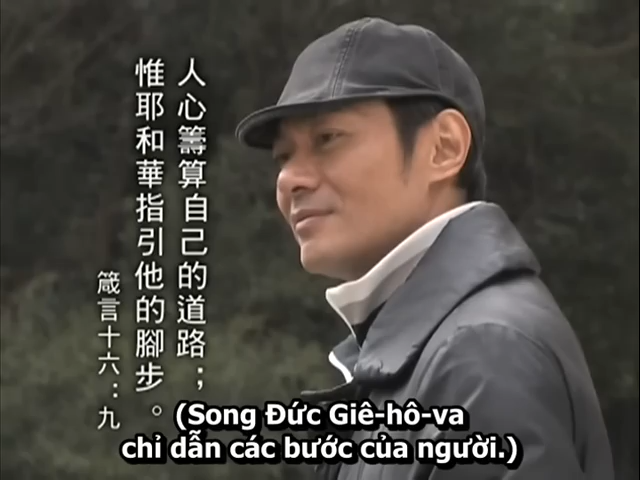 人心籌算自己的道路；
惟耶和華指引他的腳步。
箴言十六：九
(Song Đức Giê-hô-va
chỉ dẫn các bước của người.)